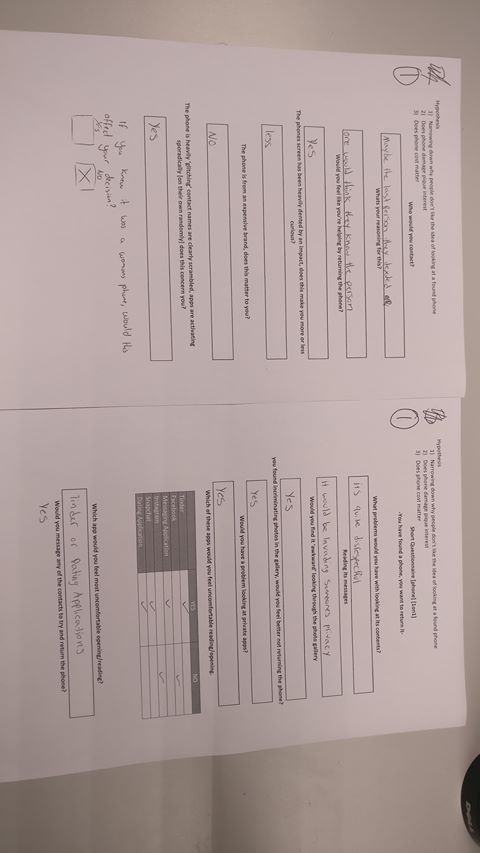 Hypothesis
1) Narrowing down why people don't like the idea of looking at a found phone
2) Does phone damage pique interest
3) Does phone cost matter
1
Who would you contact?
Maybe the last person they texted
Whats your reasoning for this?
one would think they know the person
Would you feel like you're helping by returning the phone?
Yes
The phones screen has been heavily dented by an impact, does this make you more or less
curious?
less
The phone is from an expensive brand, does this matter to you?
NO
The phone is heavily 'glitching' contact names are clearly scrambled, apps are activating
sporadically [on their own randomly] does this concern you?
Yes
If you knew it was a womans phone, would this
affect your decision?
YES NO
Hypothesis
1) Narrowing down why people don't like the idea of looking at a found phone
2) Does phone damage pique interest
3) Does phone cost matter
1
Short Questionnaire [phone] [1on1]
-You have found a phone, you want to return it-
What problems would you have with looking at its contents?
its quite disrespectful
Reading its messages
It would be Invading Someones privacy
Would you find it 'awkward' looking through the photo gallery
Yes
you found incriminating photos in the gallery, would you feel better not returning the phone?
Yes
Would you have a problem looking at private apps?
Yes
Which of these apps would you feel uncomfortable reading/opening.
YES NO
Tinder
Facebook
Messaging Application
Instagram
Snapchat
Dating Application
Which app would you feel most uncomfortable opening/reading?
Tinder or Dating Applications
Would you message any of the contacts to try and return the phone?
Yes
DELL